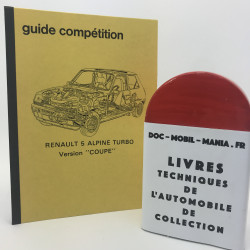 guide compétition
RENAULT 5 ALPINE TURBO
Version "COUPE"
DOC-MOBIL-MANIA.FR
LIVRES
TECHNIQUES
DE
L'AUTOMOBILE
DE
COLLECTION